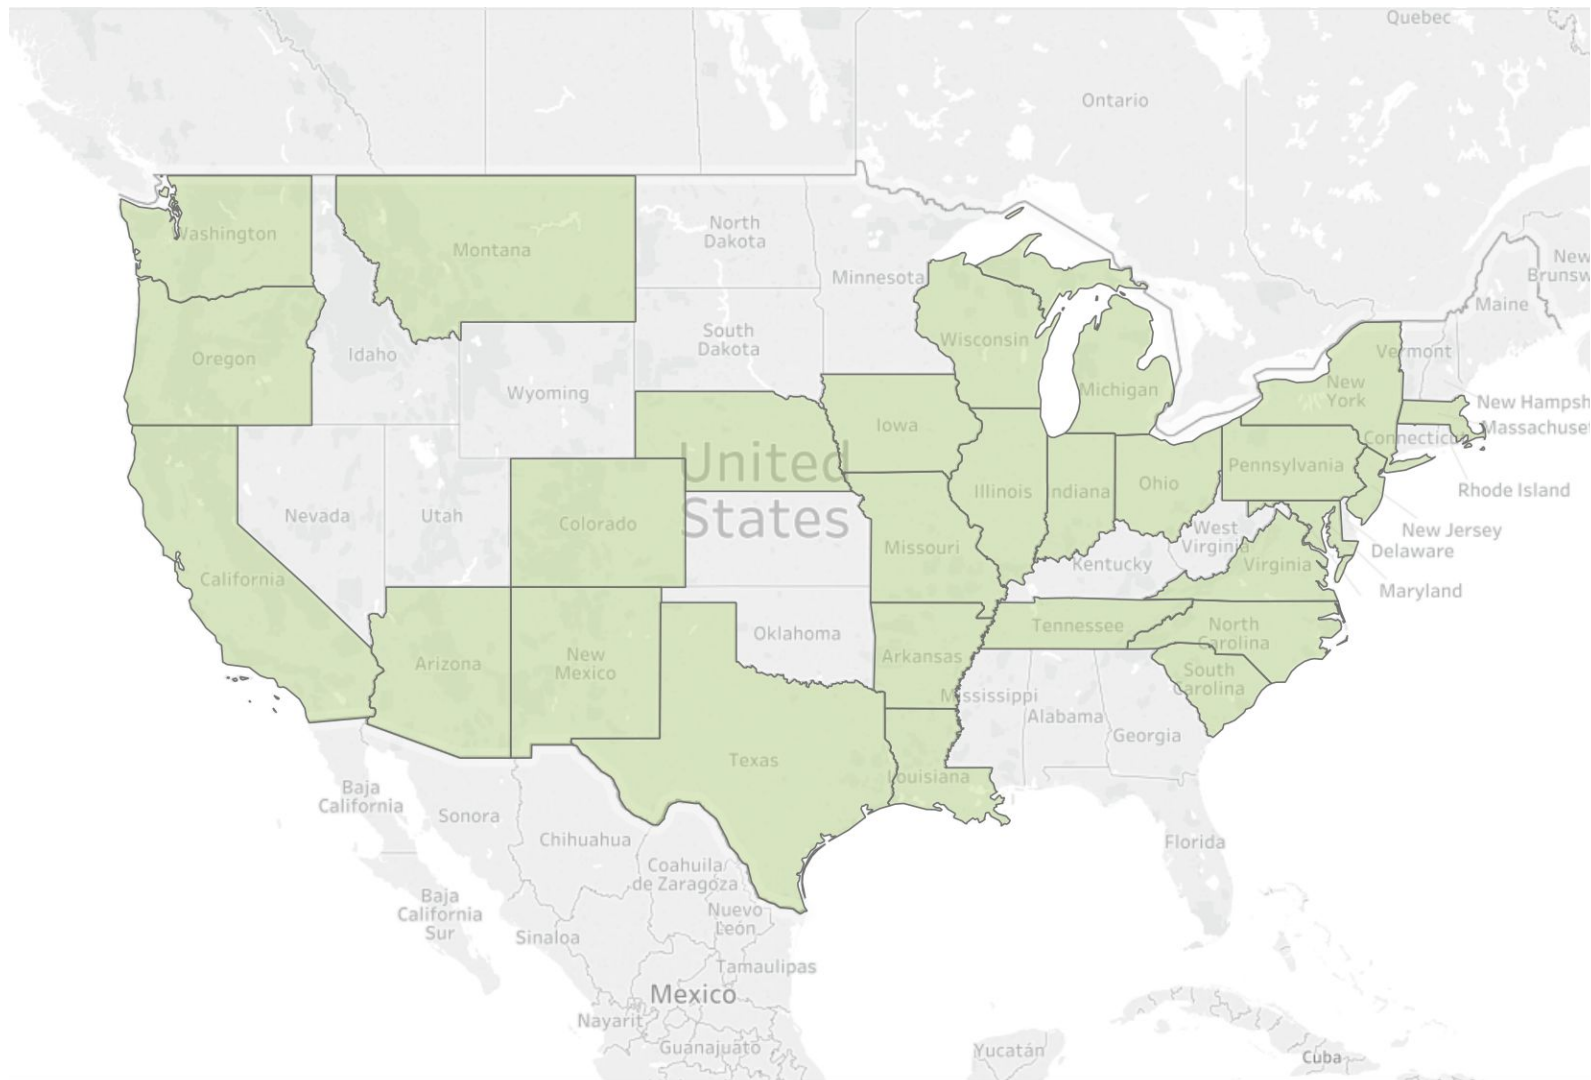 Quebec
Ontario
New
Brunsw
Maine
Washington
Montana
North
Dakota
Minnesota
Oregon
Idaho
South
Dakota
Wisconsin
Vermont
Wyoming
Michigan
New
York
New Hampsh
Massachuset
Iowa
Connecticut
United
States
Pennsylvania
Nevada
Utah
Colorado
Illinois
Indiana
Ohio
Rhode Island
West
Virginia
New Jersey
Delaware
Missouri
Kentucky
Virginia
Maryland
California
Arizona
New
Mexico
Oklahoma
Arkansas
Tennessee
North
Carolina
South
Carolina
Mississippi
Alabama
Georgia
Texas
Louisiana
Baja
California
Sonora
Chihuahua
Florida
Coahuila
de Zaragoza
Baja
California
Sur
Nuevo
León
Sinaloa
Tamaulipas
Mexico
Nayarit
Guanajuato
Yucatán
Cuba